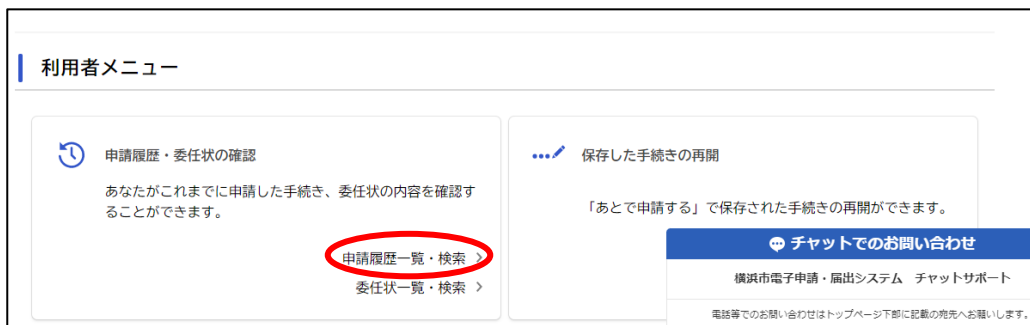 利用者メニュー
申請履歴・委任状の確認
あなたがこれまでに申請した手続き、委任状の内容を確認す
ることができます。
申請履歴一覧・検索
委任状一覧・検索
保存した手続きの再開
「あとで申請する」で保存された手続きの再開ができます。
チャットでのお問い合わせ
横浜市電子申請・届出システム　チャットサポート
電話等でのお問い合わせはトップページ下部に記載の宛先へお願いします。